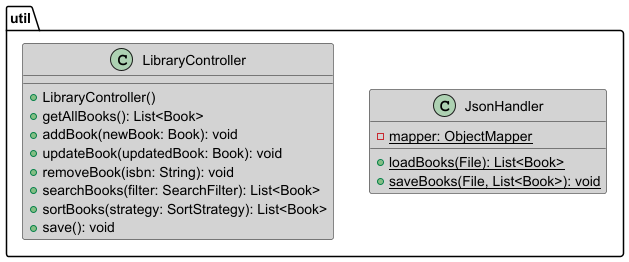 util
C LibraryController
LibraryController()
getAllBooks(): List<Book>
addBook(newBook: Book): void
updateBook(updatedBook: Book): void
removeBook(isbn: String): void
searchBooks(filter: SearchFilter): List<Book>
sortBooks(strategy: SortStrategy): List<Book>
save(): void
C JsonHandler
mapper: ObjectMapper
loadBooks(File): List<Book>
saveBooks(File, List<Book>): void